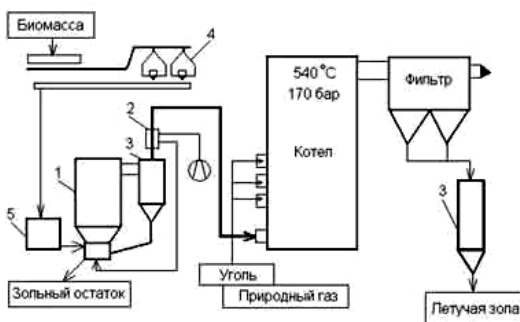 Биомасса
4
540°C
170 бар
Котел
Фильтр
2
3
1
3
5
Зольный остаток
Уголь
Природный газ
Летучая зола